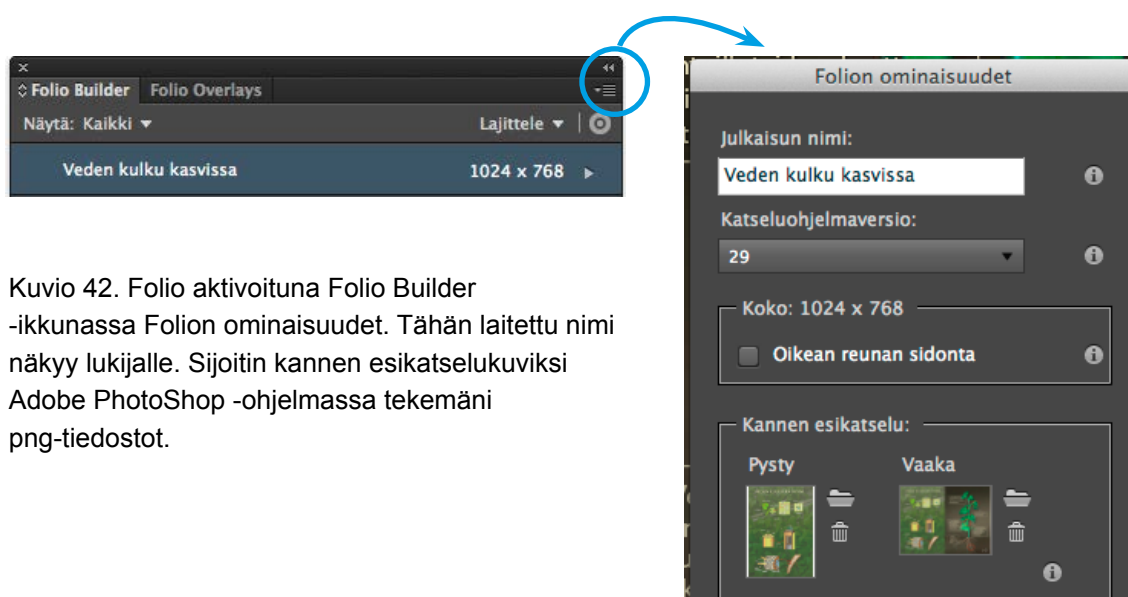 Folio Builder Folio Overlays
Näytä: Kaikki Lajittele
Veden kulku kasvissa 1024 x 768
Kuvio 42. Folio aktivoituna Folio Builder
-ikkunassa Folion ominaisuudet. Tähän laitettu nimi
näkyy lukijalle. Sijoitin kannen esikatselukuviksi
Adobe PhotoShop -ohjelmassa tekemäni
png-tiedostot.
Folion ominaisuudet
Julkaisun nimi:
Veden kulku kasvissa
Katseluohjelmaversio:
29
Koko: 1024 x 768
Oikean reunan sidonta
Kannen esikatselu:
Pysty Vaaka